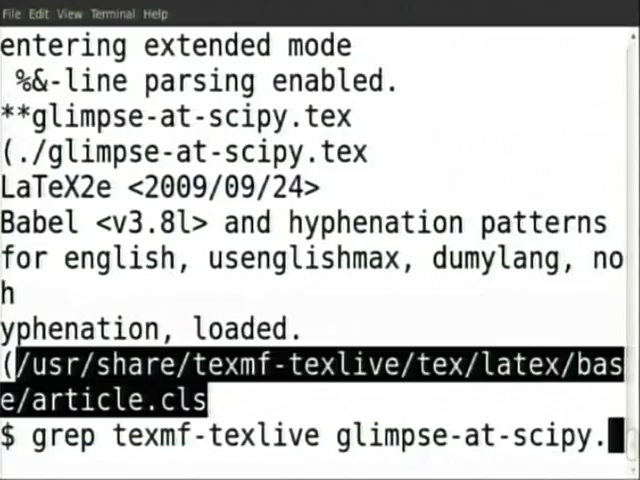 File Edit View Terminal Help
entering extended mode
%&-line parsing enabled.
**glimpse-at-scipy.tex
(./glimpse-at-scipy.tex
LaTeX2e <2009/09/24>
Babel <v3.8l> and hyphenation patterns
for english, usenglishmax, dumylang, no
h
yphenation, loaded.
(/usr/share/texmf-texlive/tex/latex/bas
e/article.cls
$ grep texmf-texlive glimpse-at-scipy.